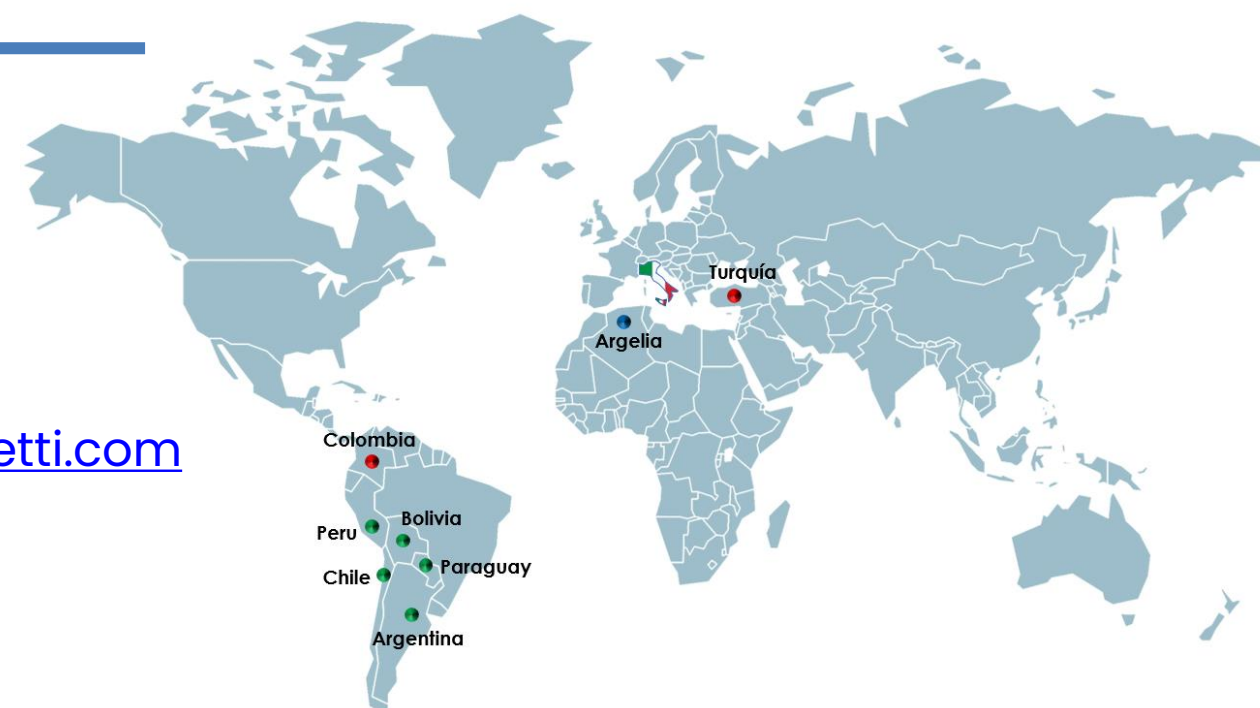 Turquía
Argelia
Colombia
etti.com
Bolivia
Peru
Paraguay
Chile
Argentina